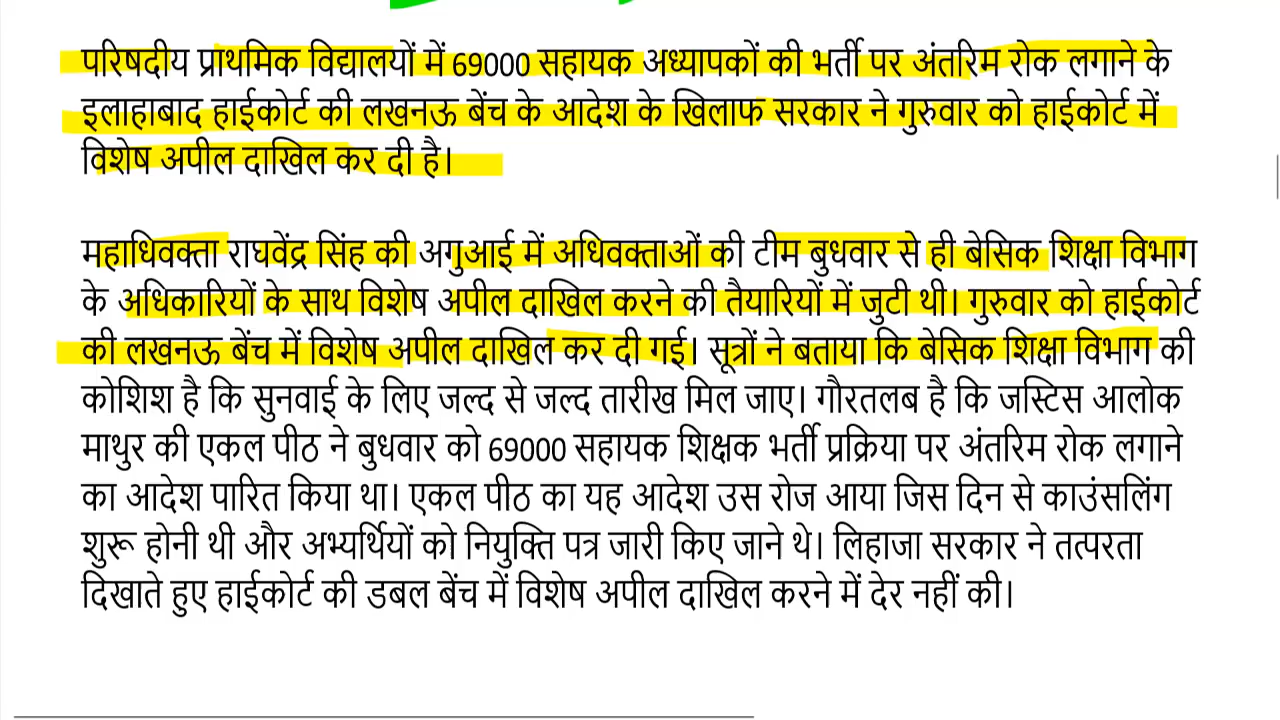 परिषदीय प्राथमिक विद्यालयों में 69000 सहायक अध्यापकों की भर्ती पर अंतरिम रोक लगाने के
इलाहाबाद हाईकोर्ट की लखनऊ बेंच के आदेश के खिलाफ सरकार ने गुरुवार को हाईकोर्ट में
विशेष अपील दाखिल कर दी है।
महाधिवक्ता राघवेंद्र सिंह की अगुआई में अधिवक्ताओं की टीम बुधवार से ही बेसिक शिक्षा विभाग
के अधिकारियों के साथ विशेष अपील दाखिल करने की तैयारियों में जुटी थी। गुरुवार को हाईकोर्ट
की लखनऊ बेंच में विशेष अपील दाखिल कर दी गई। सूत्रों ने बताया कि बेसिक शिक्षा विभाग की
कोशिश है कि सुनवाई के लिए जल्द से जल्द तारीख मिल जाए। गौरतलब है कि जस्टिस आलोक
माथुर की एकल पीठ ने बुधवार को 69000 सहायक शिक्षक भर्ती प्रक्रिया पर अंतरिम रोक लगाने
का आदेश पारित किया था। एकल पीठ का यह आदेश उस रोज आया जिस दिन से काउंसलिंग
शुरू होनी थी और अभ्यर्थियों को नियुक्ति पत्र जारी किए जाने थे। लिहाजा सरकार ने तत्परता
दिखाते हुए हाईकोर्ट की डबल बेंच में विशेष अपील दाखिल करने में देर नहीं की।